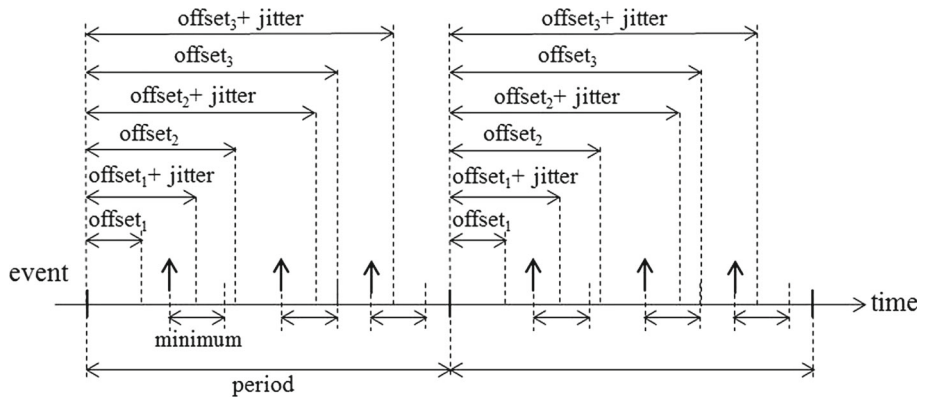 offset₃+ jitter offset₃+ jitter
offset₃ offset₃
offset₂+ jitter offset₂+ jitter
offset₂ offset₂
offset₁+ jitter offset₁+ jitter
offset₁ offset₁
event
time
minimum
period